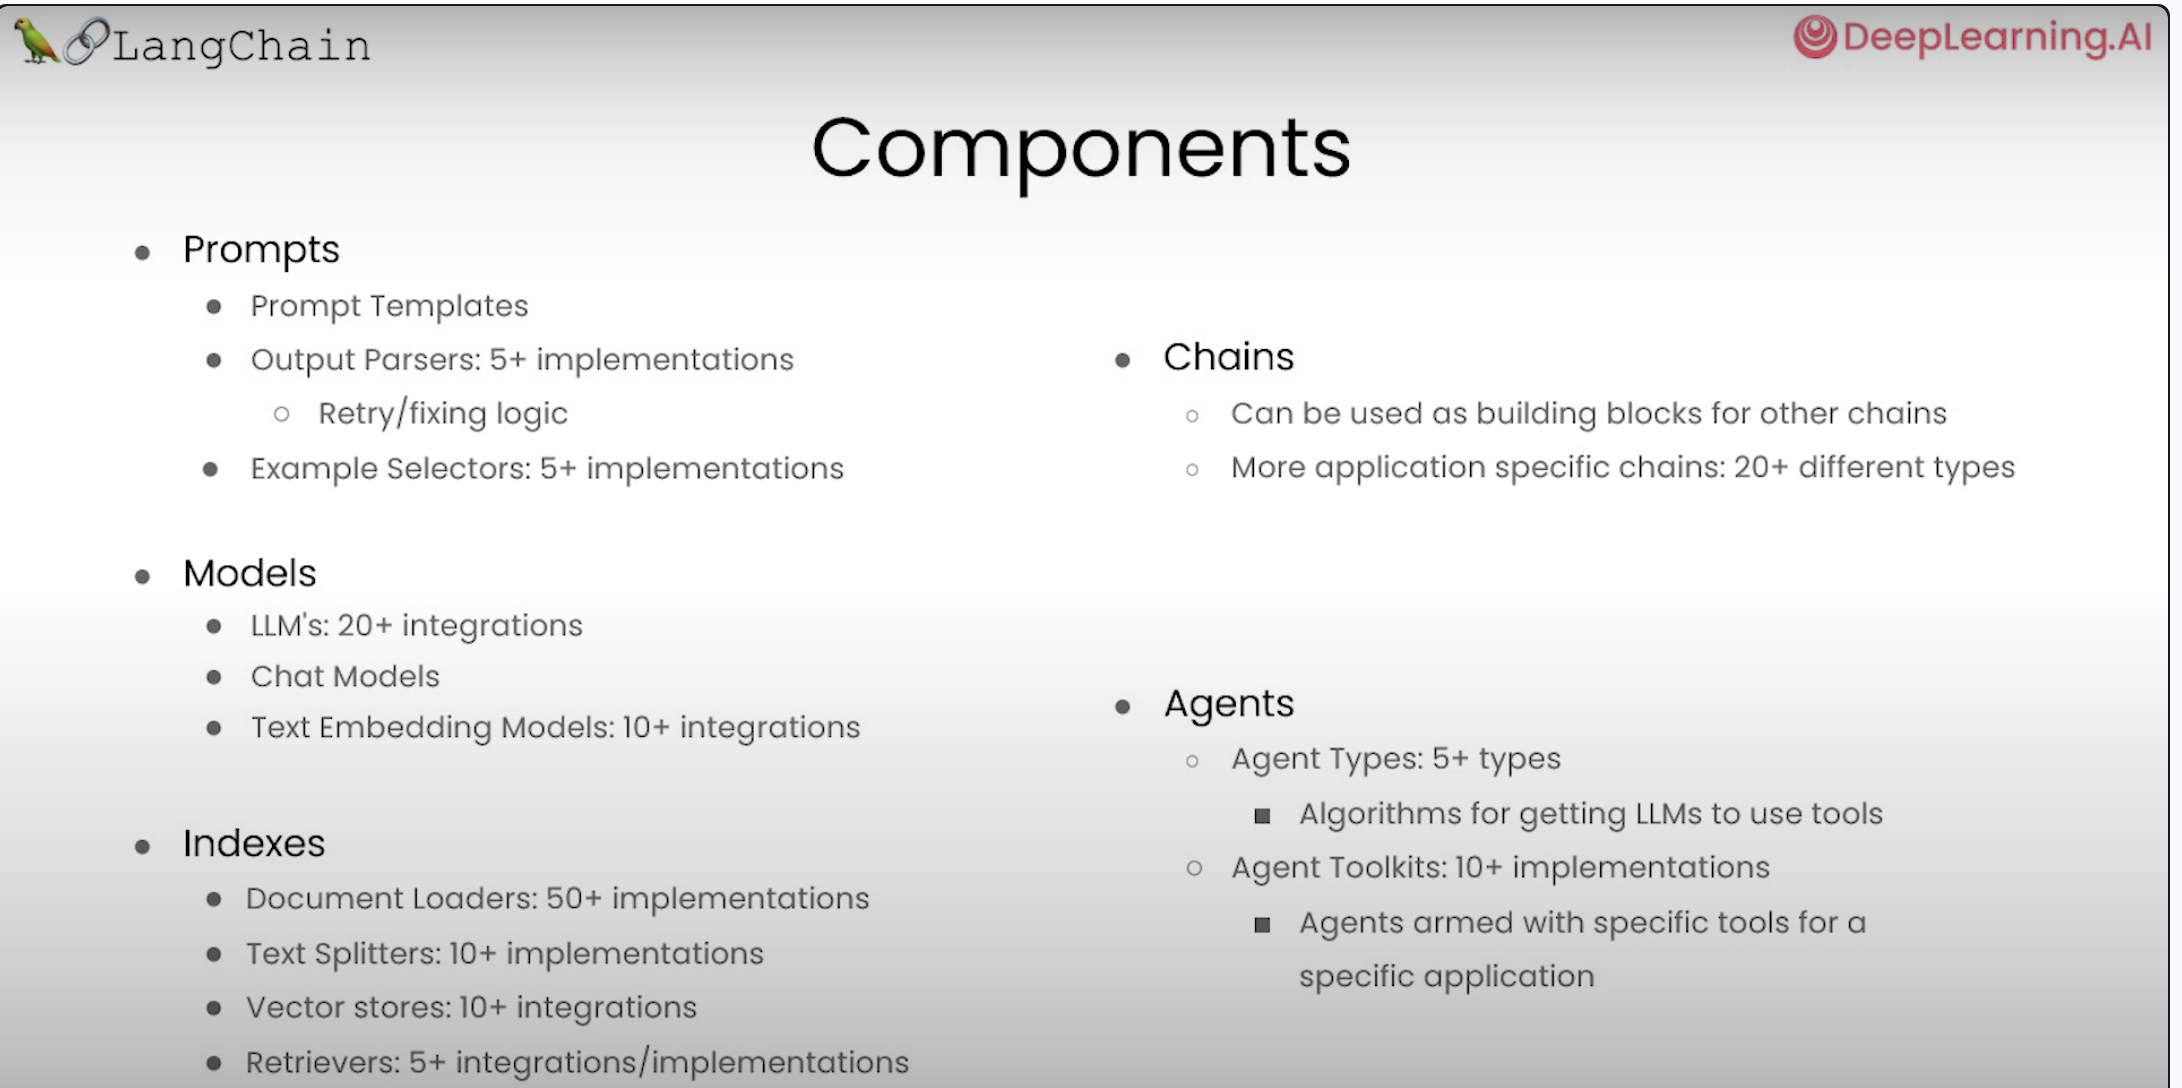 LangChain
DeepLearning.AI
Components
Prompts
Prompt Templates
Output Parsers: 5+ implementations
Retry/fixing logic
Example Selectors: 5+ implementations
Models
LLM's: 20+ integrations
Chat Models
Text Embedding Models: 10+ integrations
Indexes
Document Loaders: 50+ implementations
Text Splitters: 10+ implementations
Vector stores: 10+ integrations
Retrievers: 5+ integrations/implementations
Chains
Can be used as building blocks for other chains
More application specific chains: 20+ different types
Agents
Agent Types: 5+ types
Algorithms for getting LLMs to use tools
Agent Toolkits: 10+ implementations
Agents armed with specific tools for a
specific application